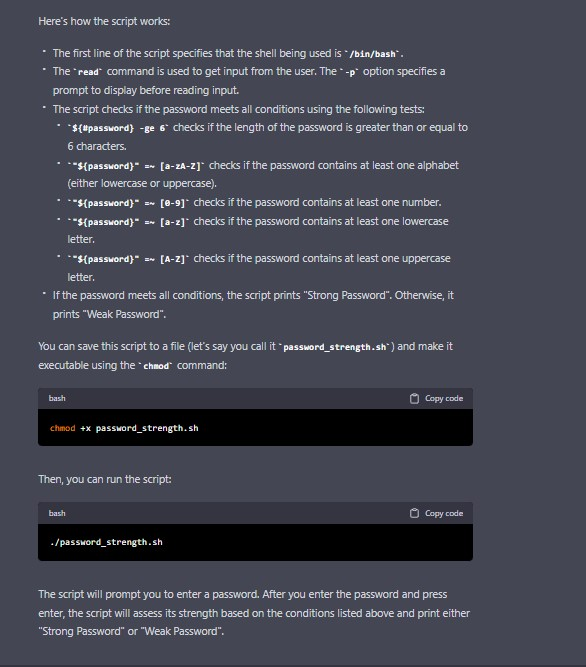 Here's how the script works:
• The first line of the script specifies that the shell being used is `/bin/bash`.
• The `read` command is used to get input from the user. The `-p` option specifies a
prompt to display before reading input.
• The script checks if the password meets all conditions using the following tests:
• `${#password} -ge 6` checks if the length of the password is greater than or equal to
6 characters.
• `"${password}" =~ [a-zA-Z]` checks if the password contains at least one alphabet
(either lowercase or uppercase).
• `"${password}" =~ [0-9]` checks if the password contains at least one number.
• `"${password}" =~ [a-z]` checks if the password contains at least one lowercase
letter.
• `"${password}" =~ [A-Z]` checks if the password contains at least one uppercase
letter.
• If the password meets all conditions, the script prints "Strong Password". Otherwise, it
prints "Weak Password".
You can save this script to a file (let's say you call it `password_strength.sh`) and make it
executable using the `chmod` command:
bash Copy code
chmod +x password_strength.sh
Then, you can run the script:
bash Copy code
./password_strength.sh
The script will prompt you to enter a password. After you enter the password and press
enter, the script will assess its strength based on the conditions listed above and print either
"Strong Password" or "Weak Password".